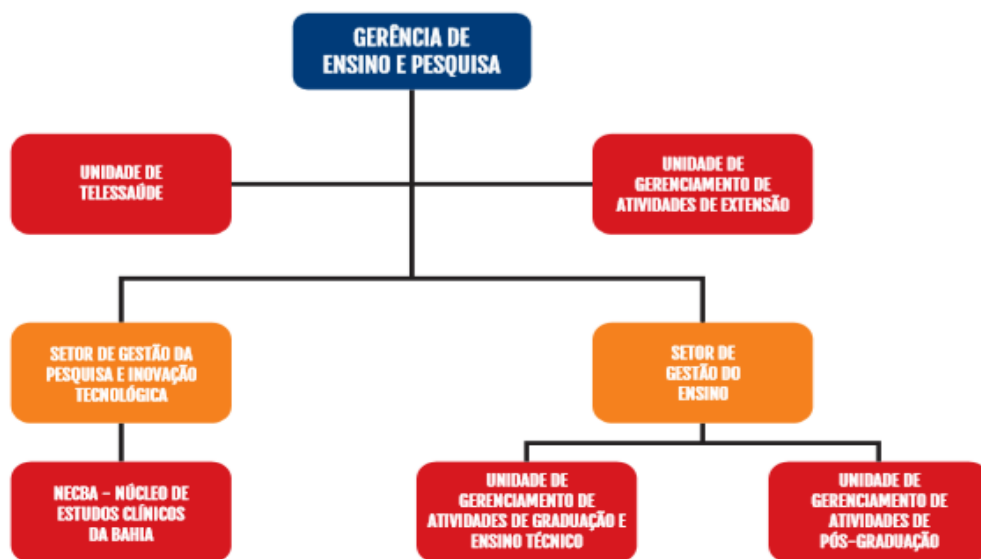 GERÊNCIA DE
ENSINO E PESQUISA
UNIDADE DE
TELESSAÚDE
UNIDADE DE
GERENCIAMENTO DE
ATIVIDADES DE EXTENSÃO
SETOR DE GESTÃO DA
PESQUISA E INOVAÇÃO
TECNOLÓGICA
SETOR DE
GESTÃO DO
ENSINO
NECBA – NÚCLEO DE
ESTUDOS CLÍNICOS
DA BAHIA
UNIDADE DE
GERENCIAMENTO DE
ATIVIDADES DE GRADUAÇÃO E
ENSINO TÉCNICO
UNIDADE DE
GERENCIAMENTO DE
ATIVIDADES DE
PÓS-GRADUAÇÃO